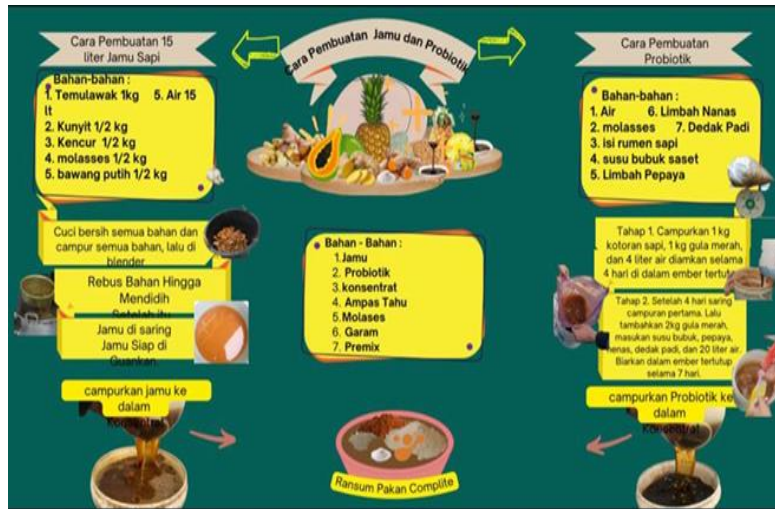 Cara Pembuatan Jamu dan Probiotik
Cara Pembuatan 15
liter Jamu Sapi
Bahan-bahan :
1. Temulawak 1kg 5. Air 15
lt
2. Kunyit 1/2 kg
3. Kencur 1/2 kg
4. molasses 1/2 kg
5. bawang putih 1/2 kg
Cuci bersih semua bahan dan
campur semua bahan, lalu di
blender
Rebus Bahan Hingga
Mendidih
Setelah itu
Jamu di saring
Jamu Siap di
Guankan.
campurkan jamu ke
dalam
Konsentrat
Bahan - Bahan :
1.Jamu
2. Probiotik
3.konsentrat
4. Ampas Tahu
5.Molases
6. Garam
7. Premix
Ransum Pakan Complite
Cara Pembuatan
Probiotik
Bahan-bahan :
1. Air 6. Limbah Nanas
2. molasses 7. Dedak Padi
3. isi rumen sapi
4. susu bubuk saset
5. Limbah Pepaya
Tahap 1. Campurkan 1 kg
kotoran sapi, 1 kg gula merah,
dan 4 liter air diamkan selama
4 hari di dalam ember tertutup
Tahap 2. Setelah 4 hari saring
campuran pertama. Lalu
tambahkan 2kg gula merah,
masukan susu bubuk, pepaya,
nenas, dedak padi, dan 20 liter air.
Biarkan dalam ember tertutup
selama 7 hari.
campurkan Probiotik ke
dalam
Konsentrat